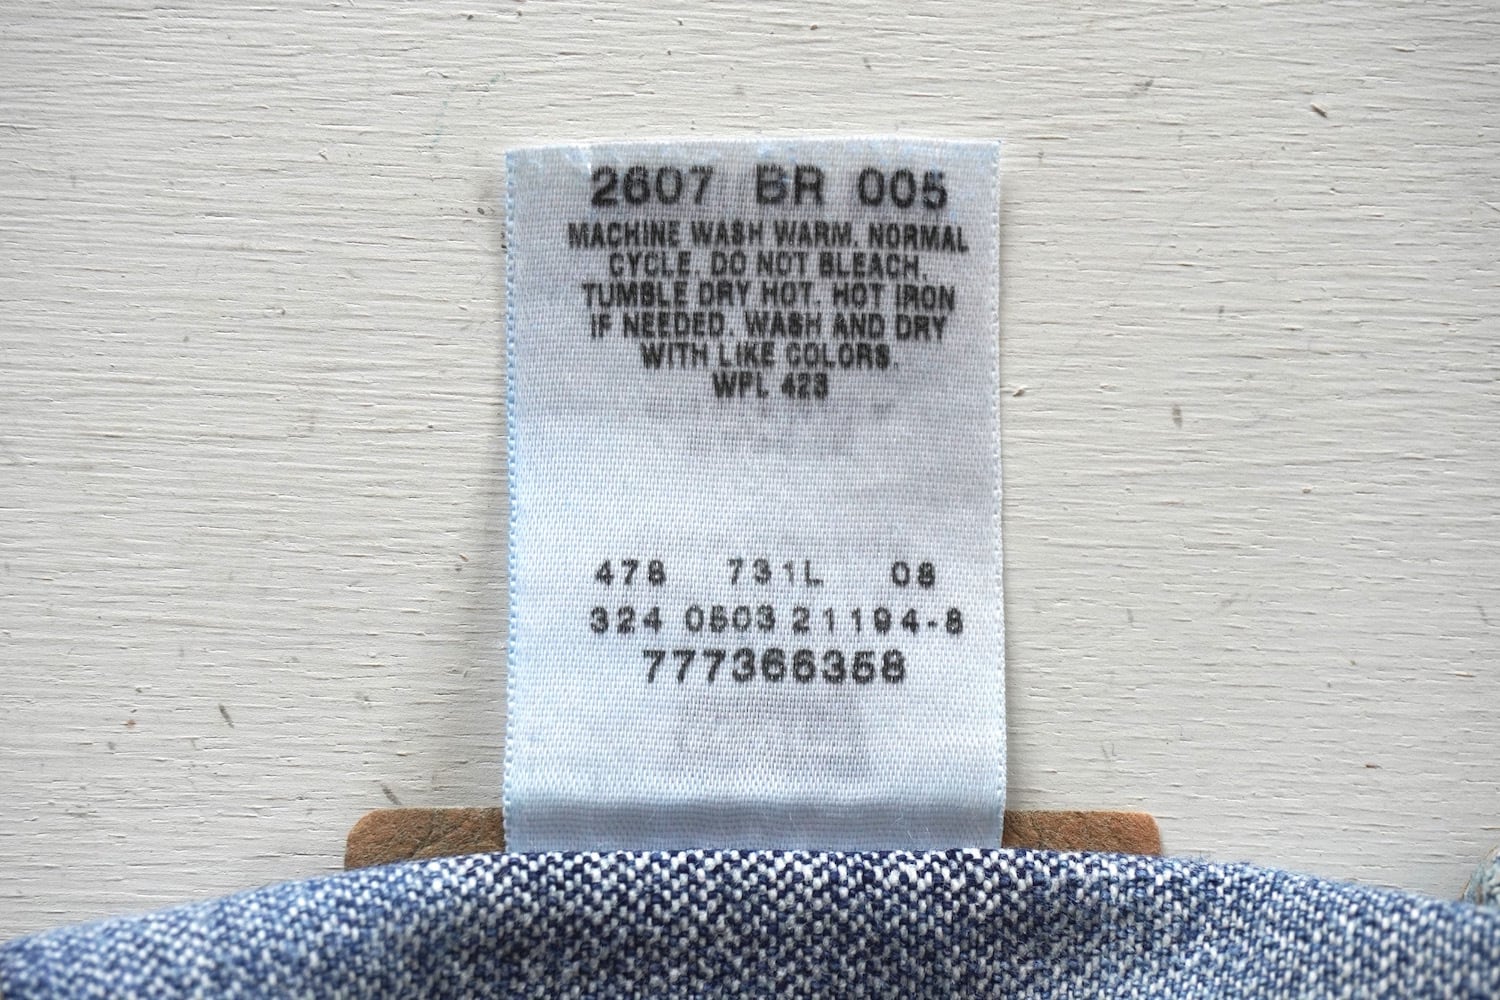 2607 BR 005
MACHINE WASH WARM. NORMAL
CYCLE. DO NOT BLEACH.
TUMBLE DRY HOT. HOT IRON
IF NEEDED. WASH AND DRY
WITH LIKE COLORS.
WPL 423
478 731L 08
324 0503 21194-8
777366358